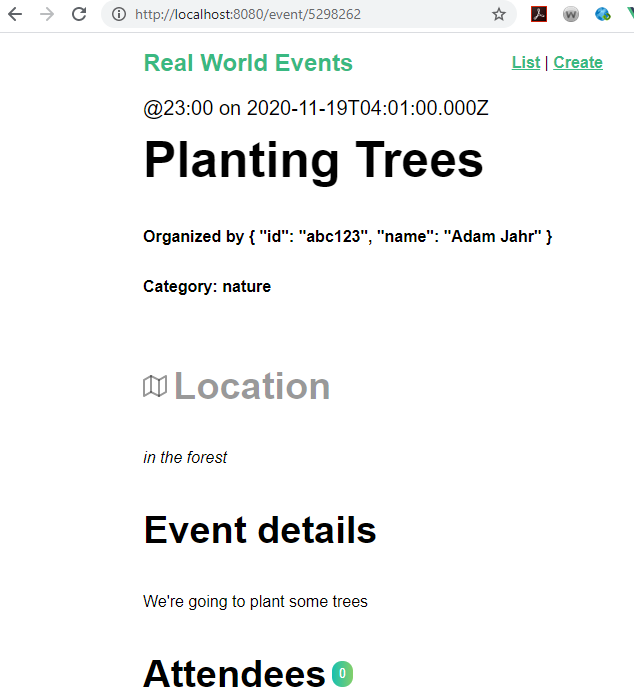 http://localhost:8080/event/5298262
Real World Events
List | Create
@23:00 on 2020-11-19T04:01:00.000Z
Planting Trees
Organized by { "id": "abc123", "name": "Adam Jahr" }
Category: nature
Location
in the forest
Event details
We're going to plant some trees
Attendees 0